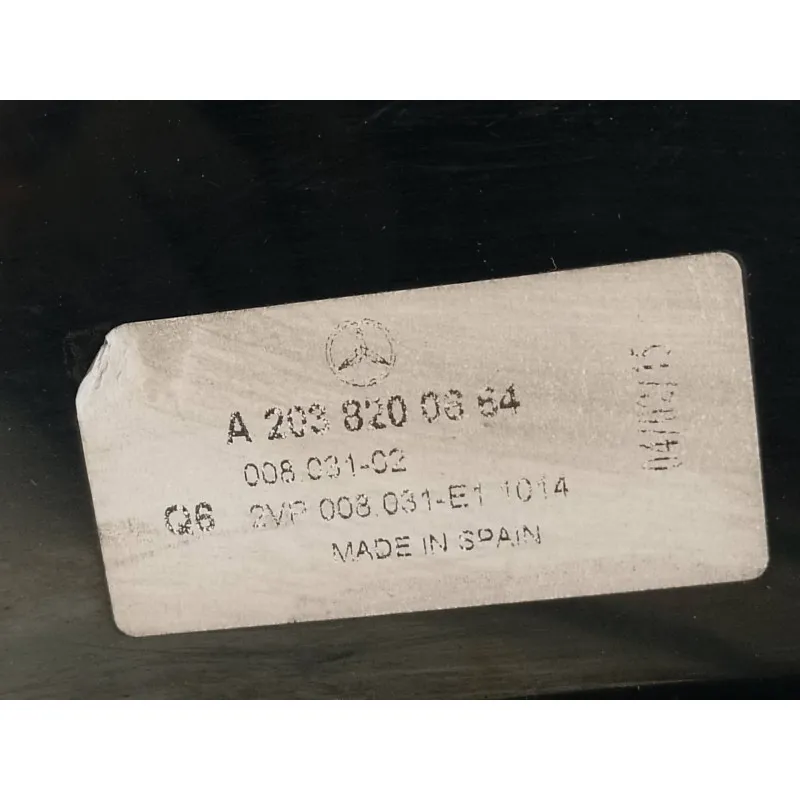 A 203 820 08 64
008.031-02
Q6 2VP 008.031-E1 1014
MADE IN SPAIN